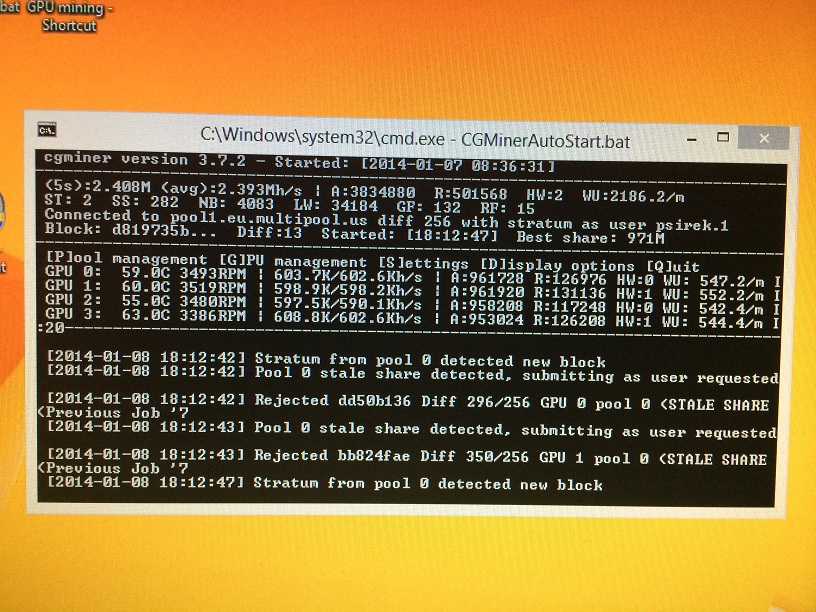 bat GPU mining -
Shortcut
C:\Windows\system32\cmd.exe - CGMinerAutoStart.bat
cgminer version 3.7.2 - Started: [2014-01-07 08:36:31]
(5s):2.408M (avg):2.393Mh/s | A:3834880 R:501568 HW:2 WU:2186.2/m
ST: 2 SS: 282 NB: 4083 LW: 34184 GF: 132 RF: 15
Connected to pool1.eu.multipool.us diff 256 with stratum as user psirek.1
Block: d819735b... Diff:13 Started: [18:12:47] Best share: 971M
[P]ool management [G]PU management [S]ettings [D]isplay options [Q]uit
GPU 0: 59.0C 3493RPM | 603.7K/602.6Kh/s | A:961728 R:126976 HW:0 WU: 547.2/m I
GPU 1: 60.0C 3519RPM | 598.9K/598.2Kh/s | A:961920 R:131136 HW:1 WU: 552.2/m I
GPU 2: 55.0C 3480RPM | 597.5K/590.1Kh/s | A:958208 R:117248 HW:0 WU: 542.4/m I
GPU 3: 63.0C 3386RPM | 608.8K/602.6Kh/s | A:953024 R:126208 HW:1 WU: 544.4/m I
:20
[2014-01-08 18:12:42] Stratum from pool 0 detected new block
[2014-01-08 18:12:42] Pool 0 stale share detected, submitting as user requested
[2014-01-08 18:12:42] Rejected dd50b136 Diff 296/256 GPU 0 pool 0 (STALE SHARE
(Previous Job '7
[2014-01-08 18:12:43] Pool 0 stale share detected, submitting as user requested
[2014-01-08 18:12:43] Rejected bb824fae Diff 350/256 GPU 1 pool 0 (STALE SHARE
(Previous Job '7
[2014-01-08 18:12:47] Stratum from pool 0 detected new block